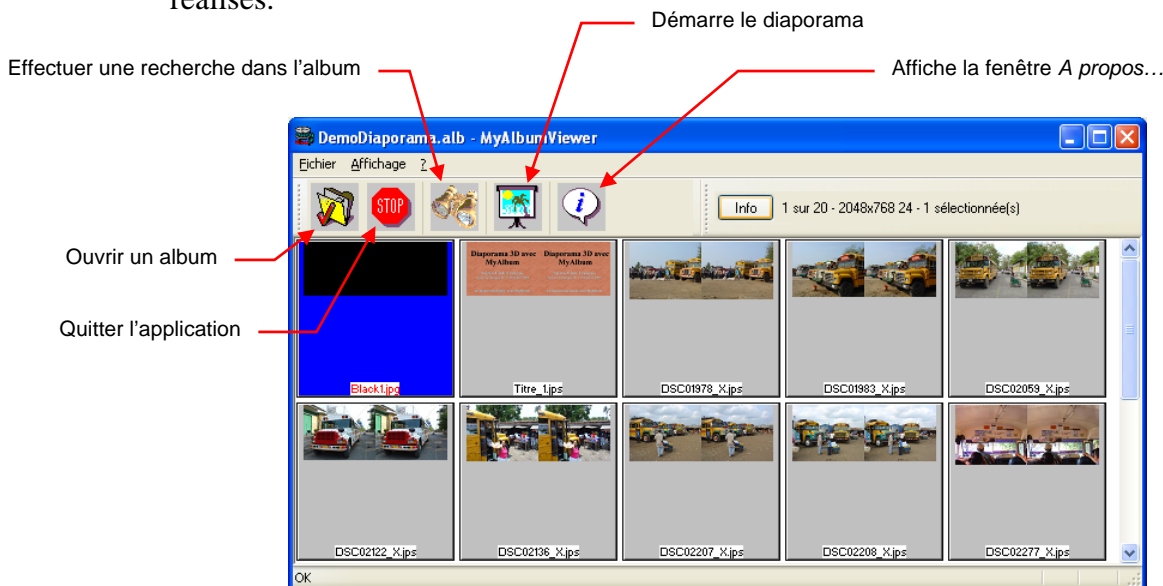 réalisés.
Démarre le diaporama
Effectuer une recherche dans l'album
Affiche la fenêtre A propos…
DemoDiaporama.alb - MyAlbumViewer
Fichier Affichage ?
STOP
Info 1 sur 20 - 2048x768 24 - 1 sélectionnée(s)
Ouvrir un album
Quitter l'application
Diaporama 3D avec MyAlbum Diaporama 3D avec MyAlbum
Black1.jpg Titre_1.jps DSC01978_X.jps DSC01983_X.jps DSC02059_X.jps
DSC02122_X.jps DSC02136_X.jps DSC02207_X.jps DSC02208_X.jps DSC02277_X.jps
OK